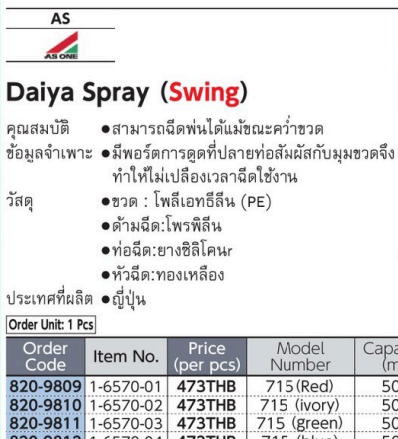 AS
AS ONE
Daiya Spray (Swing)
คุณสมบัติ ●สามารถฉีดพ่นได้แม้ขณะคว่ำขวด
ข้อมูลจำเพาะ ●มีพอร์ตการดูดที่ปลายท่อสัมผัสกับมุมขวดจึง
ทำให้ไม่เปลืองเวลาฉีดใช้งาน
วัสดุ ●ขวด : โพลีเอทธีลีน (PE)
●ด้ามฉีด:โพรพิลีน
●ท่อฉีด:ยางซิลิโคนr
●หัวฉีด:ทองเหลือง
ประเทศที่ผลิต ●ญี่ปุ่น
Order Unit: 1 Pcs
Order Code Item No. Price (per pcs) Model Number
820-9809 1-6570-01 473THB 715(Red) 50
820-9810 1-6570-02 473THB 715 (ivory) 50
820-9811 1-6570-03 473THB 715 (green) 50